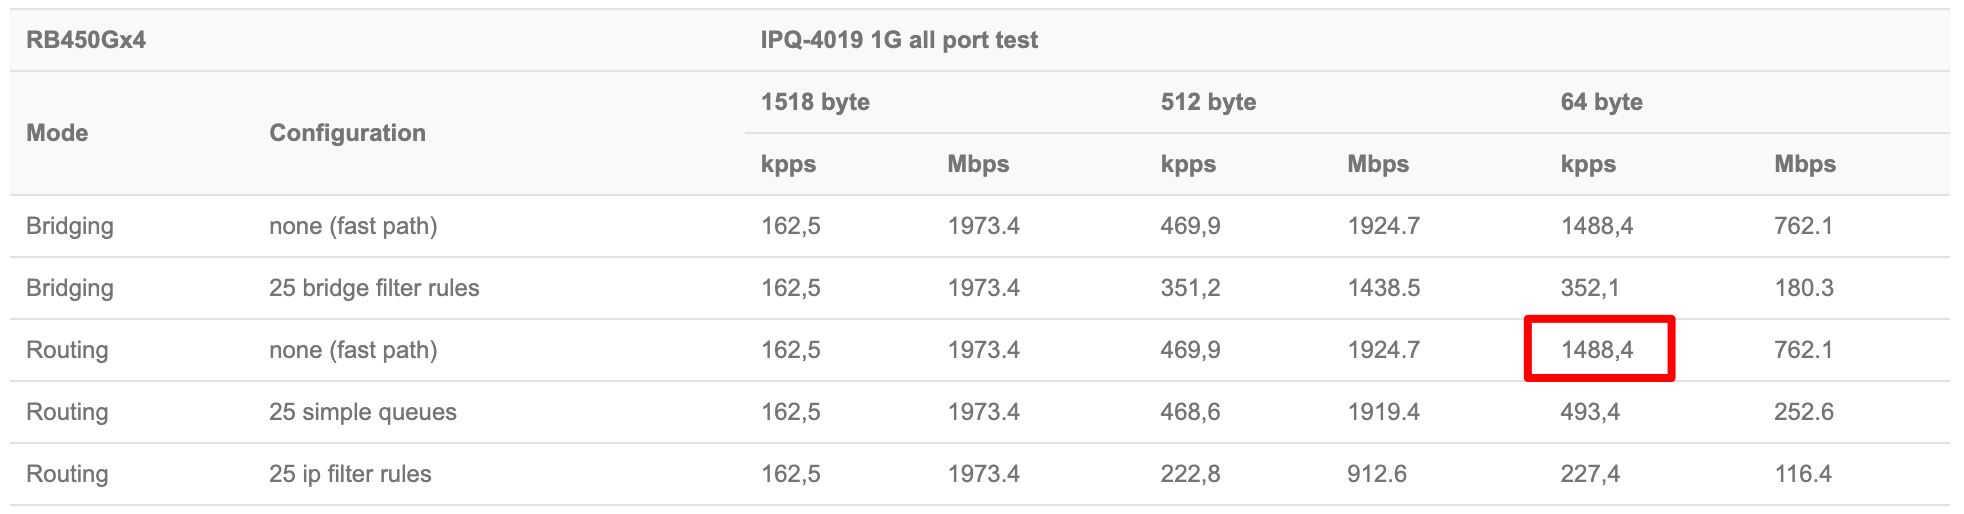 RB450Gx4 IPQ-4019 1G all port test
1518 byte 512 byte 64 byte
Mode Configuration
kpps Mbps kpps Mbps kpps Mbps
Bridging none (fast path) 162,5 1973.4 469,9 1924.7 1488,4 762.1
Bridging 25 bridge filter rules 162,5 1973.4 351,2 1438.5 352,1 180.3
Routing none (fast path) 162,5 1973.4 469,9 1924.7 1488,4 762.1
Routing 25 simple queues 162,5 1973.4 468,6 1919.4 493,4 252.6
Routing 25 ip filter rules 162,5 1973.4 222,8 912.6 227,4 116.4